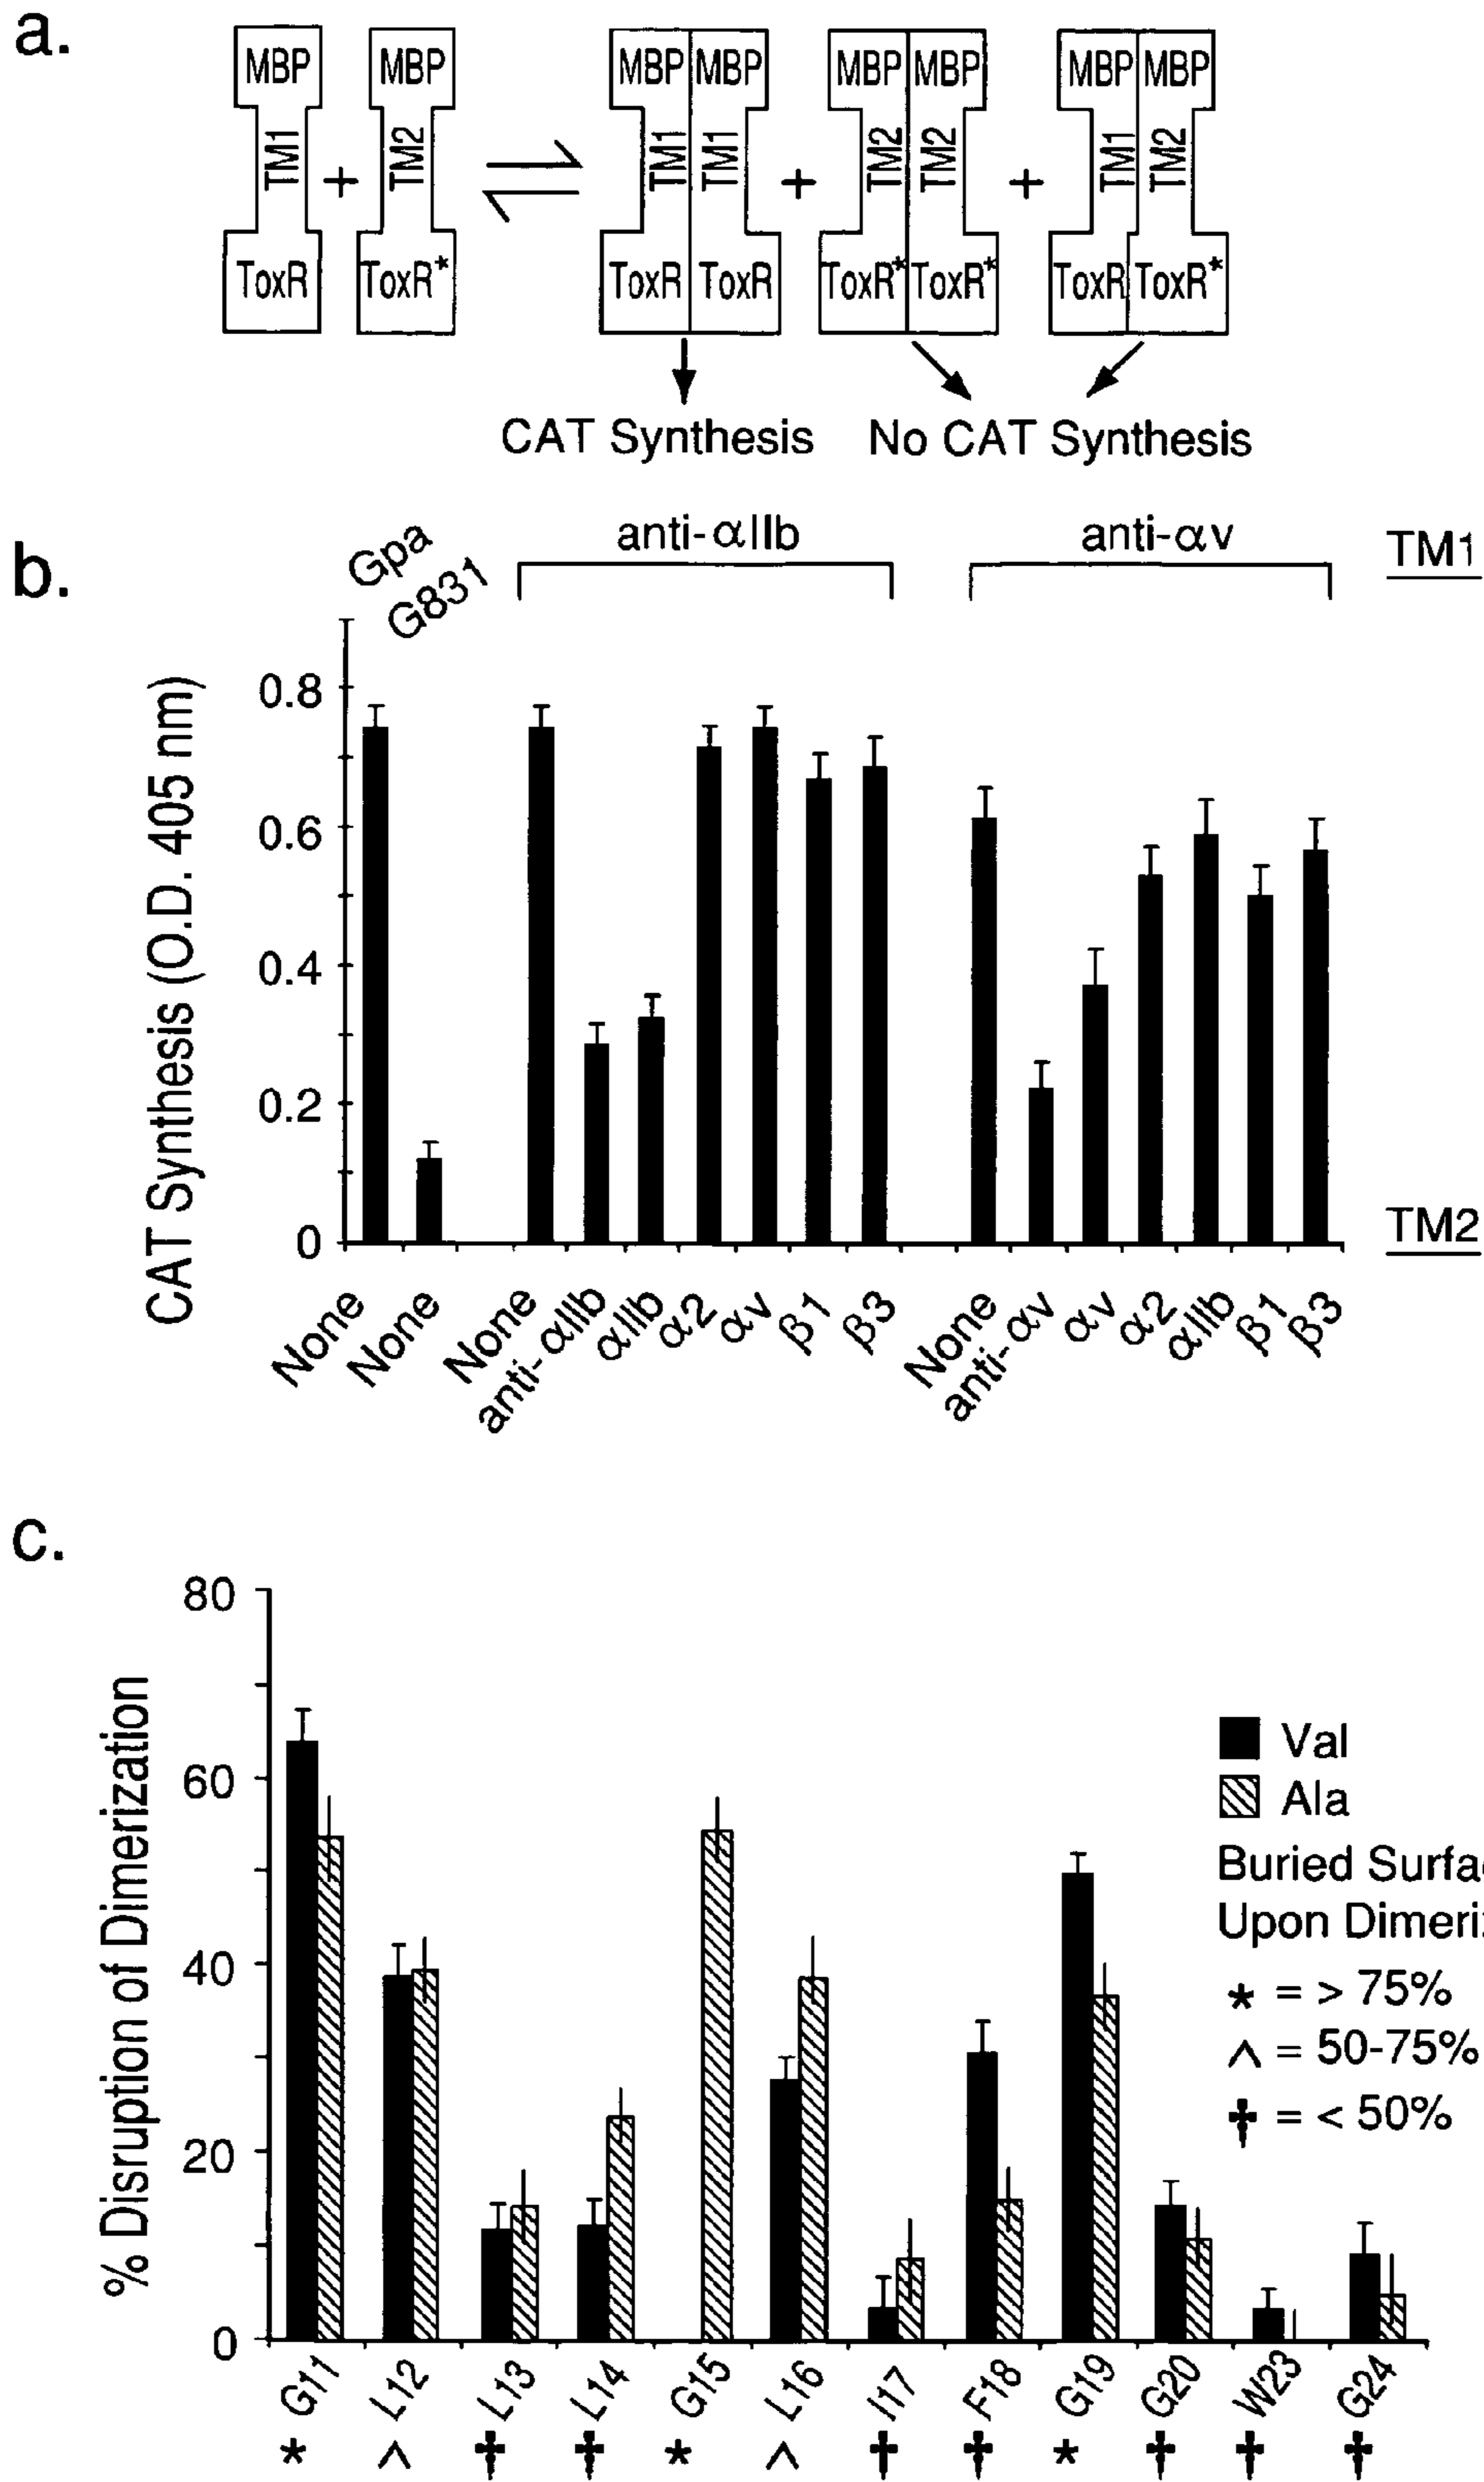 a.
MBP MBP MBP MBP MBP MBP MBP MBP
TM1 + TM2 TM1 TM1 + TM2 TM2 + TM1 TM2
ToxR ToxR* ToxR ToxR ToxR* ToxR* ToxR ToxR*
CAT Synthesis No CAT Synthesis
b.
Gpa G831 anti-αIIb anti-αv TM1
CAT Synthesis (O.D. 405 nm)
0.8
0.6
0.4
0.2
0
TM2
None None None anti-αIIb αIIb α2 αv β1 β3 None anti-αv αv α2 αIIb β1 β3
c.
% Disruption of Dimerization
80
60
40
20
0
Val
Ala
Buried
Upon
* = > 75%
^ = 50-75%
‡ = < 50%
G11 L12 L13 L14 G15 L16 I17 F18 G19 G20 W23 G24
* ^ ‡ ‡ * ^ † ‡ * ‡ ‡ ‡